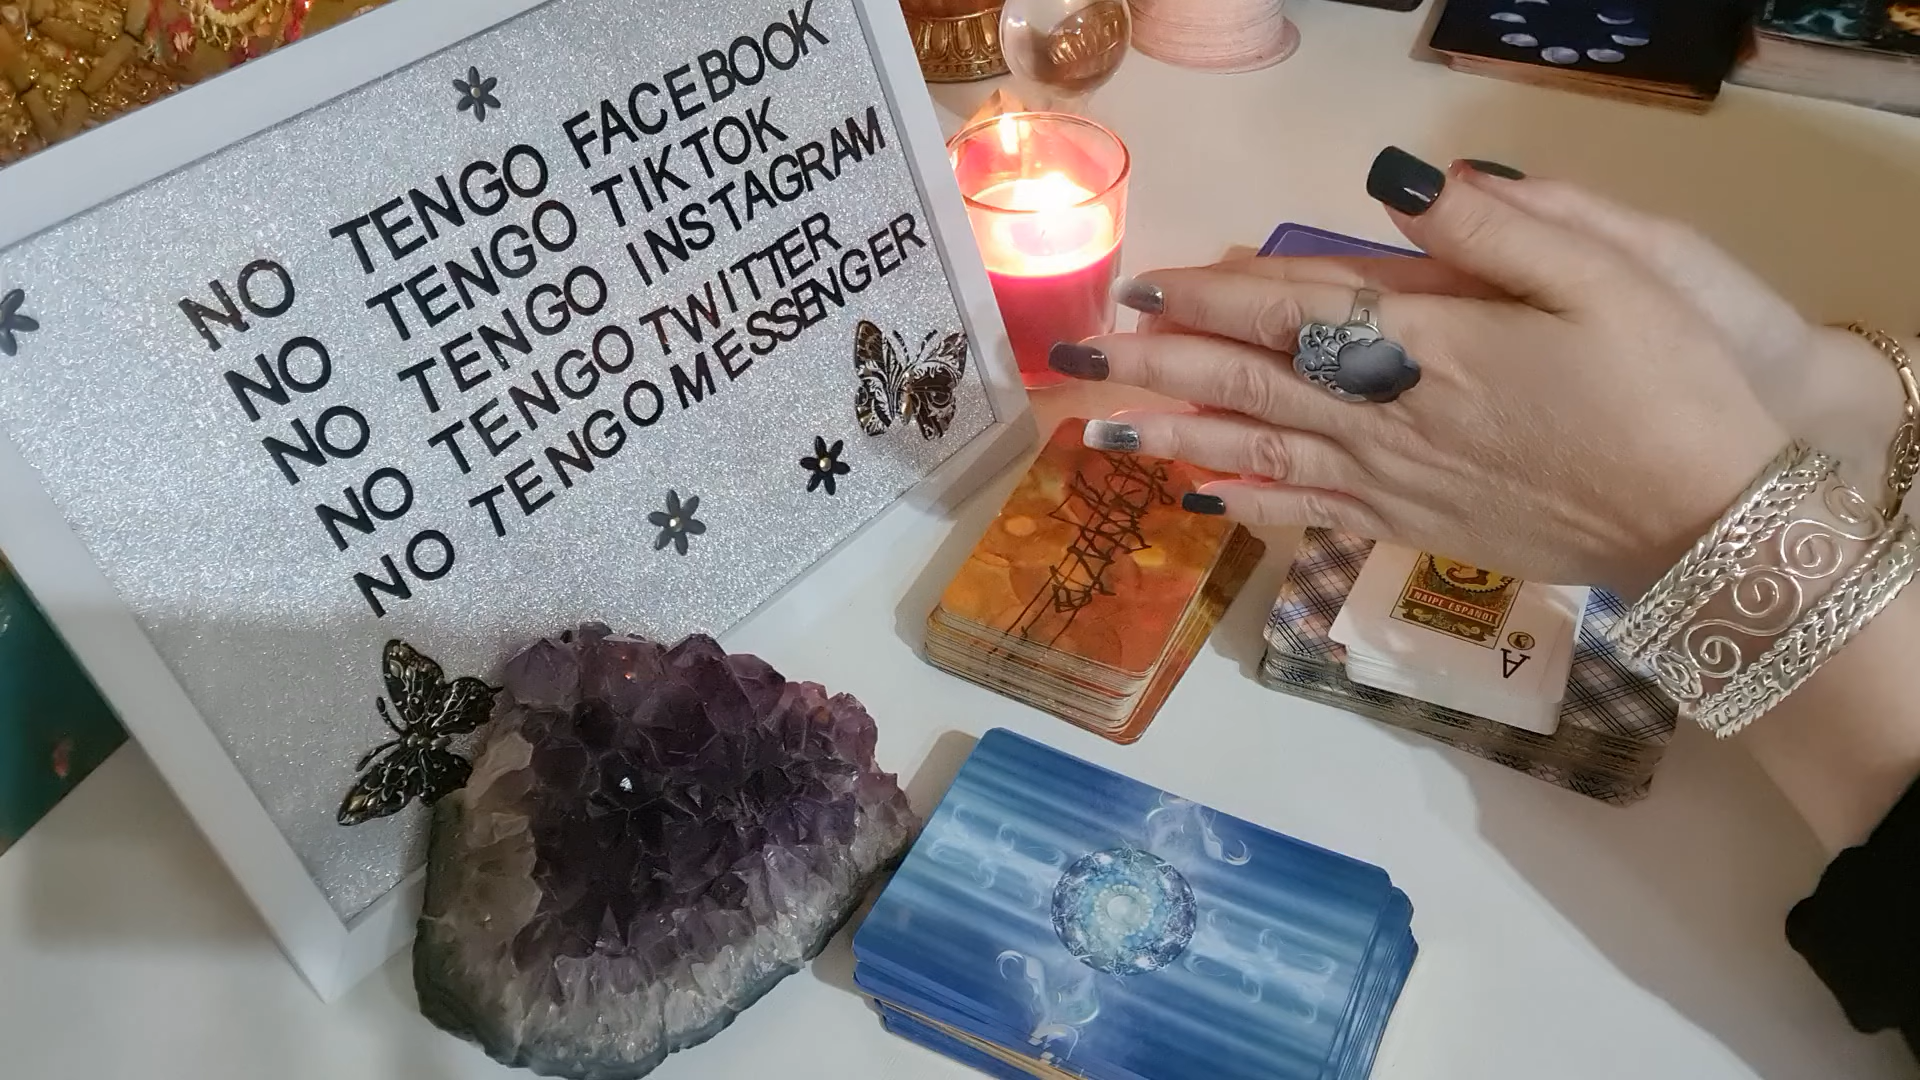 NO TENGO FACEBOOK
NO TENGO TIKTOK
NO TENGO INSTAGRAM
NO TENGO TWITTER
NO TENGO MESSENGER
NAIPE ESPAÑOL
A